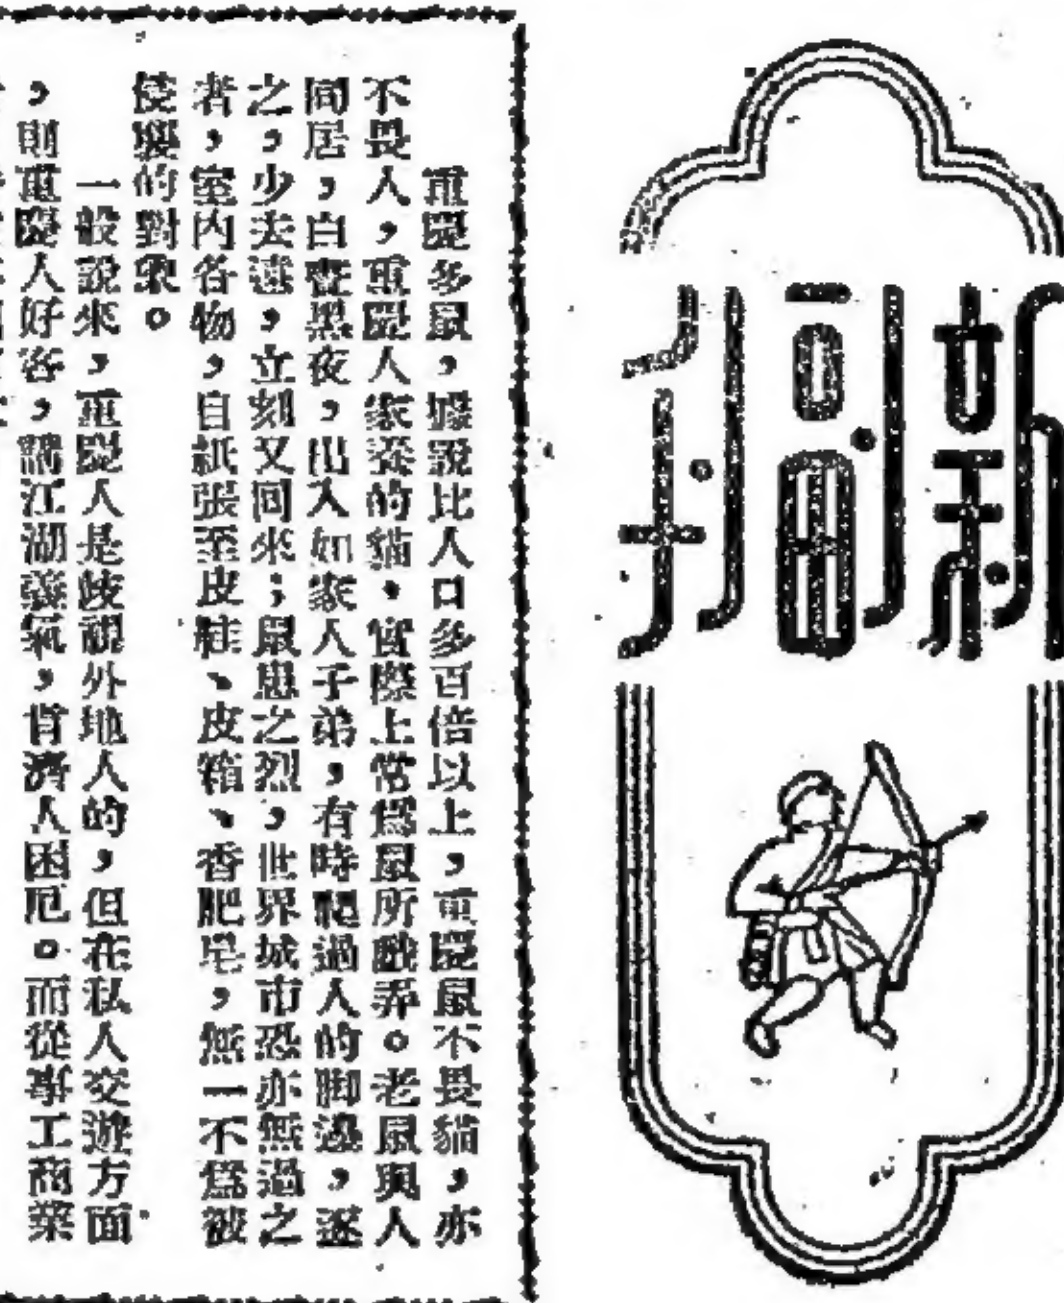 新副刊
重慶多鼠，據說比人口多百倍以上，重慶鼠不畏貓，亦
不畏人，重慶人家養的貓，實際上常爲鼠所戲弄。老鼠與人
同居，白晝黑夜，出入如家人子弟，有時爬過人的脚邊，逐
之，少去遠，立刻又回來；鼠患之烈，世界城市恐亦無過之
者，室內各物，自紙張至皮鞋、皮箱、香肥皂，無一不爲被
侵襲的對象。
一般說來，重慶人是歧視外地人的，但在私人交遊方面
，則重慶人好客，講江湖義氣，肯濟人困厄。而從事工商業